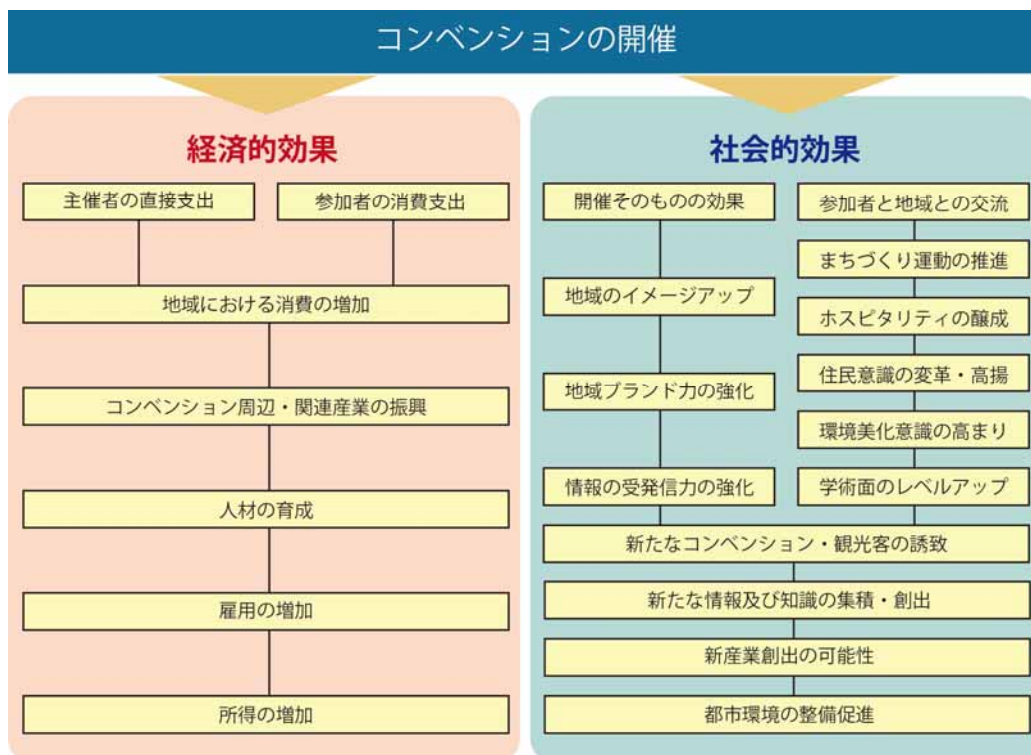 コンベンションの開催
経済的効果
主催者の直接支出
参加者の消費支出
地域における消費の増加
コンベンション周辺・関連産業の振興
人材の育成
雇用の増加
所得の増加
社会的効果
開催そのものの効果
地域のイメージアップ
地域ブランド力の強化
情報の受発信力の強化
参加者と地域との交流
まちづくり運動の推進
ホスピタリティの醸成
住民意識の変革・高揚
環境美化意識の高まり
学術面のレベルアップ
新たなコンベンション・観光客の誘致
新たな情報及び知識の集積・創出
新産業創出の可能性
都市環境の整備促進